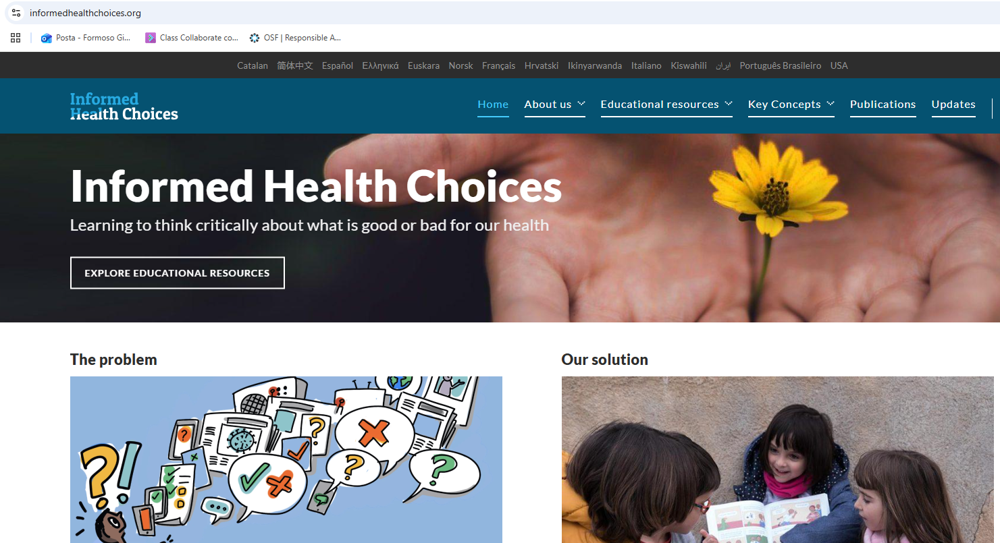 informedhealthchoices.org
Posta - Formoso Gi... Class Collaborate co... OSF | Responsible A...
Catalan 简体中文 Español Ελληνικά Euskara Norsk Français Hrvatski Ikinyarwanda Italiano Kiswahili ایران Português Brasileiro USA
Informed
Health Choices
Home About us Educational resources Key Concepts Publications Updates
Informed Health Choices
Learning to think critically about what is good or bad for our health
EXPLORE EDUCATIONAL RESOURCES
The problem Our solution